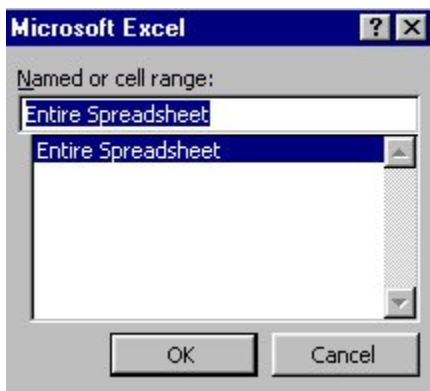 Microsoft Excel ? ×
Named or cell range:
Entire Spreadsheet
Entire Spreadsheet
OK Cancel